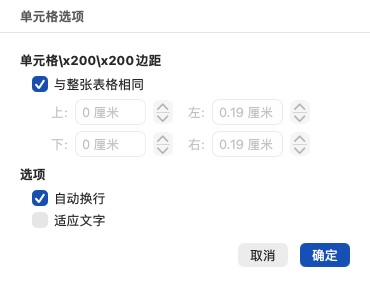 单元格选项
单元格\x200\x200边距
与整张表格相同
上: 0 厘米 左: 0.19 厘米
下: 0 厘米 右: 0.19 厘米
选项
自动换行
适应文字
取消 确定